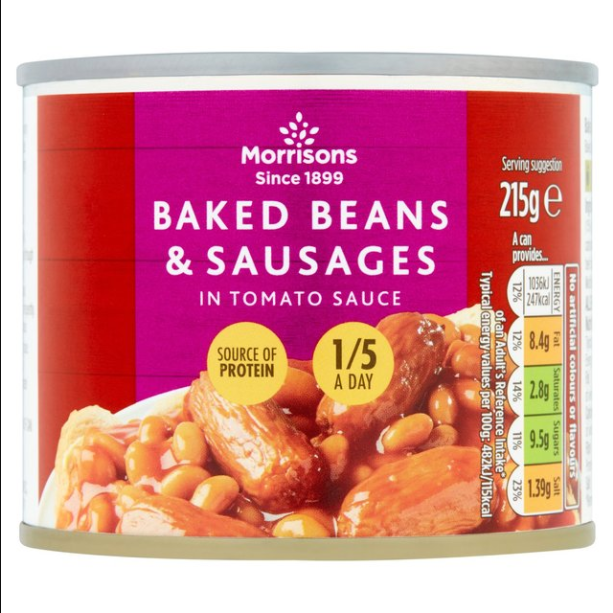 Morrisons
Since 1899
BAKED BEANS
& SAUSAGES
IN TOMATO SAUCE
SOURCE OF
PROTEIN
1/5
A DAY
Serving suggestion
215g e
A can
provides...
ENERGY
1036kJ
247kcal
12%
Fat
8.4g
12%
Saturates
2.8g
14%
Sugars
9.5g
11%
Salt
1.39g
23%
of an Adult's Reference Intake*
Typical energy values per 100g: 482kJ/115kcal
No artificial colours or flavours